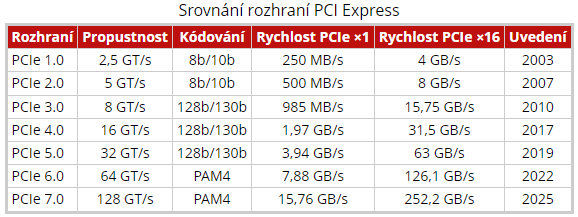 Srovnání rozhraní PCI Express
Rozhraní Propustnost Kódování Rychlost PCIe ×1 Rychlost PCIe ×16 Uvedení
PCIe 1.0 2,5 GT/s 8b/10b 250 MB/s 4 GB/s 2003
PCIe 2.0 5 GT/s 8b/10b 500 MB/s 8 GB/s 2007
PCIe 3.0 8 GT/s 128b/130b 985 MB/s 15,75 GB/s 2010
PCIe 4.0 16 GT/s 128b/130b 1,97 GB/s 31,5 GB/s 2017
PCIe 5.0 32 GT/s 128b/130b 3,94 GB/s 63 GB/s 2019
PCIe 6.0 64 GT/s PAM4 7,88 GB/s 126,1 GB/s 2022
PCIe 7.0 128 GT/s PAM4 15,76 GB/s 252,2 GB/s 2025